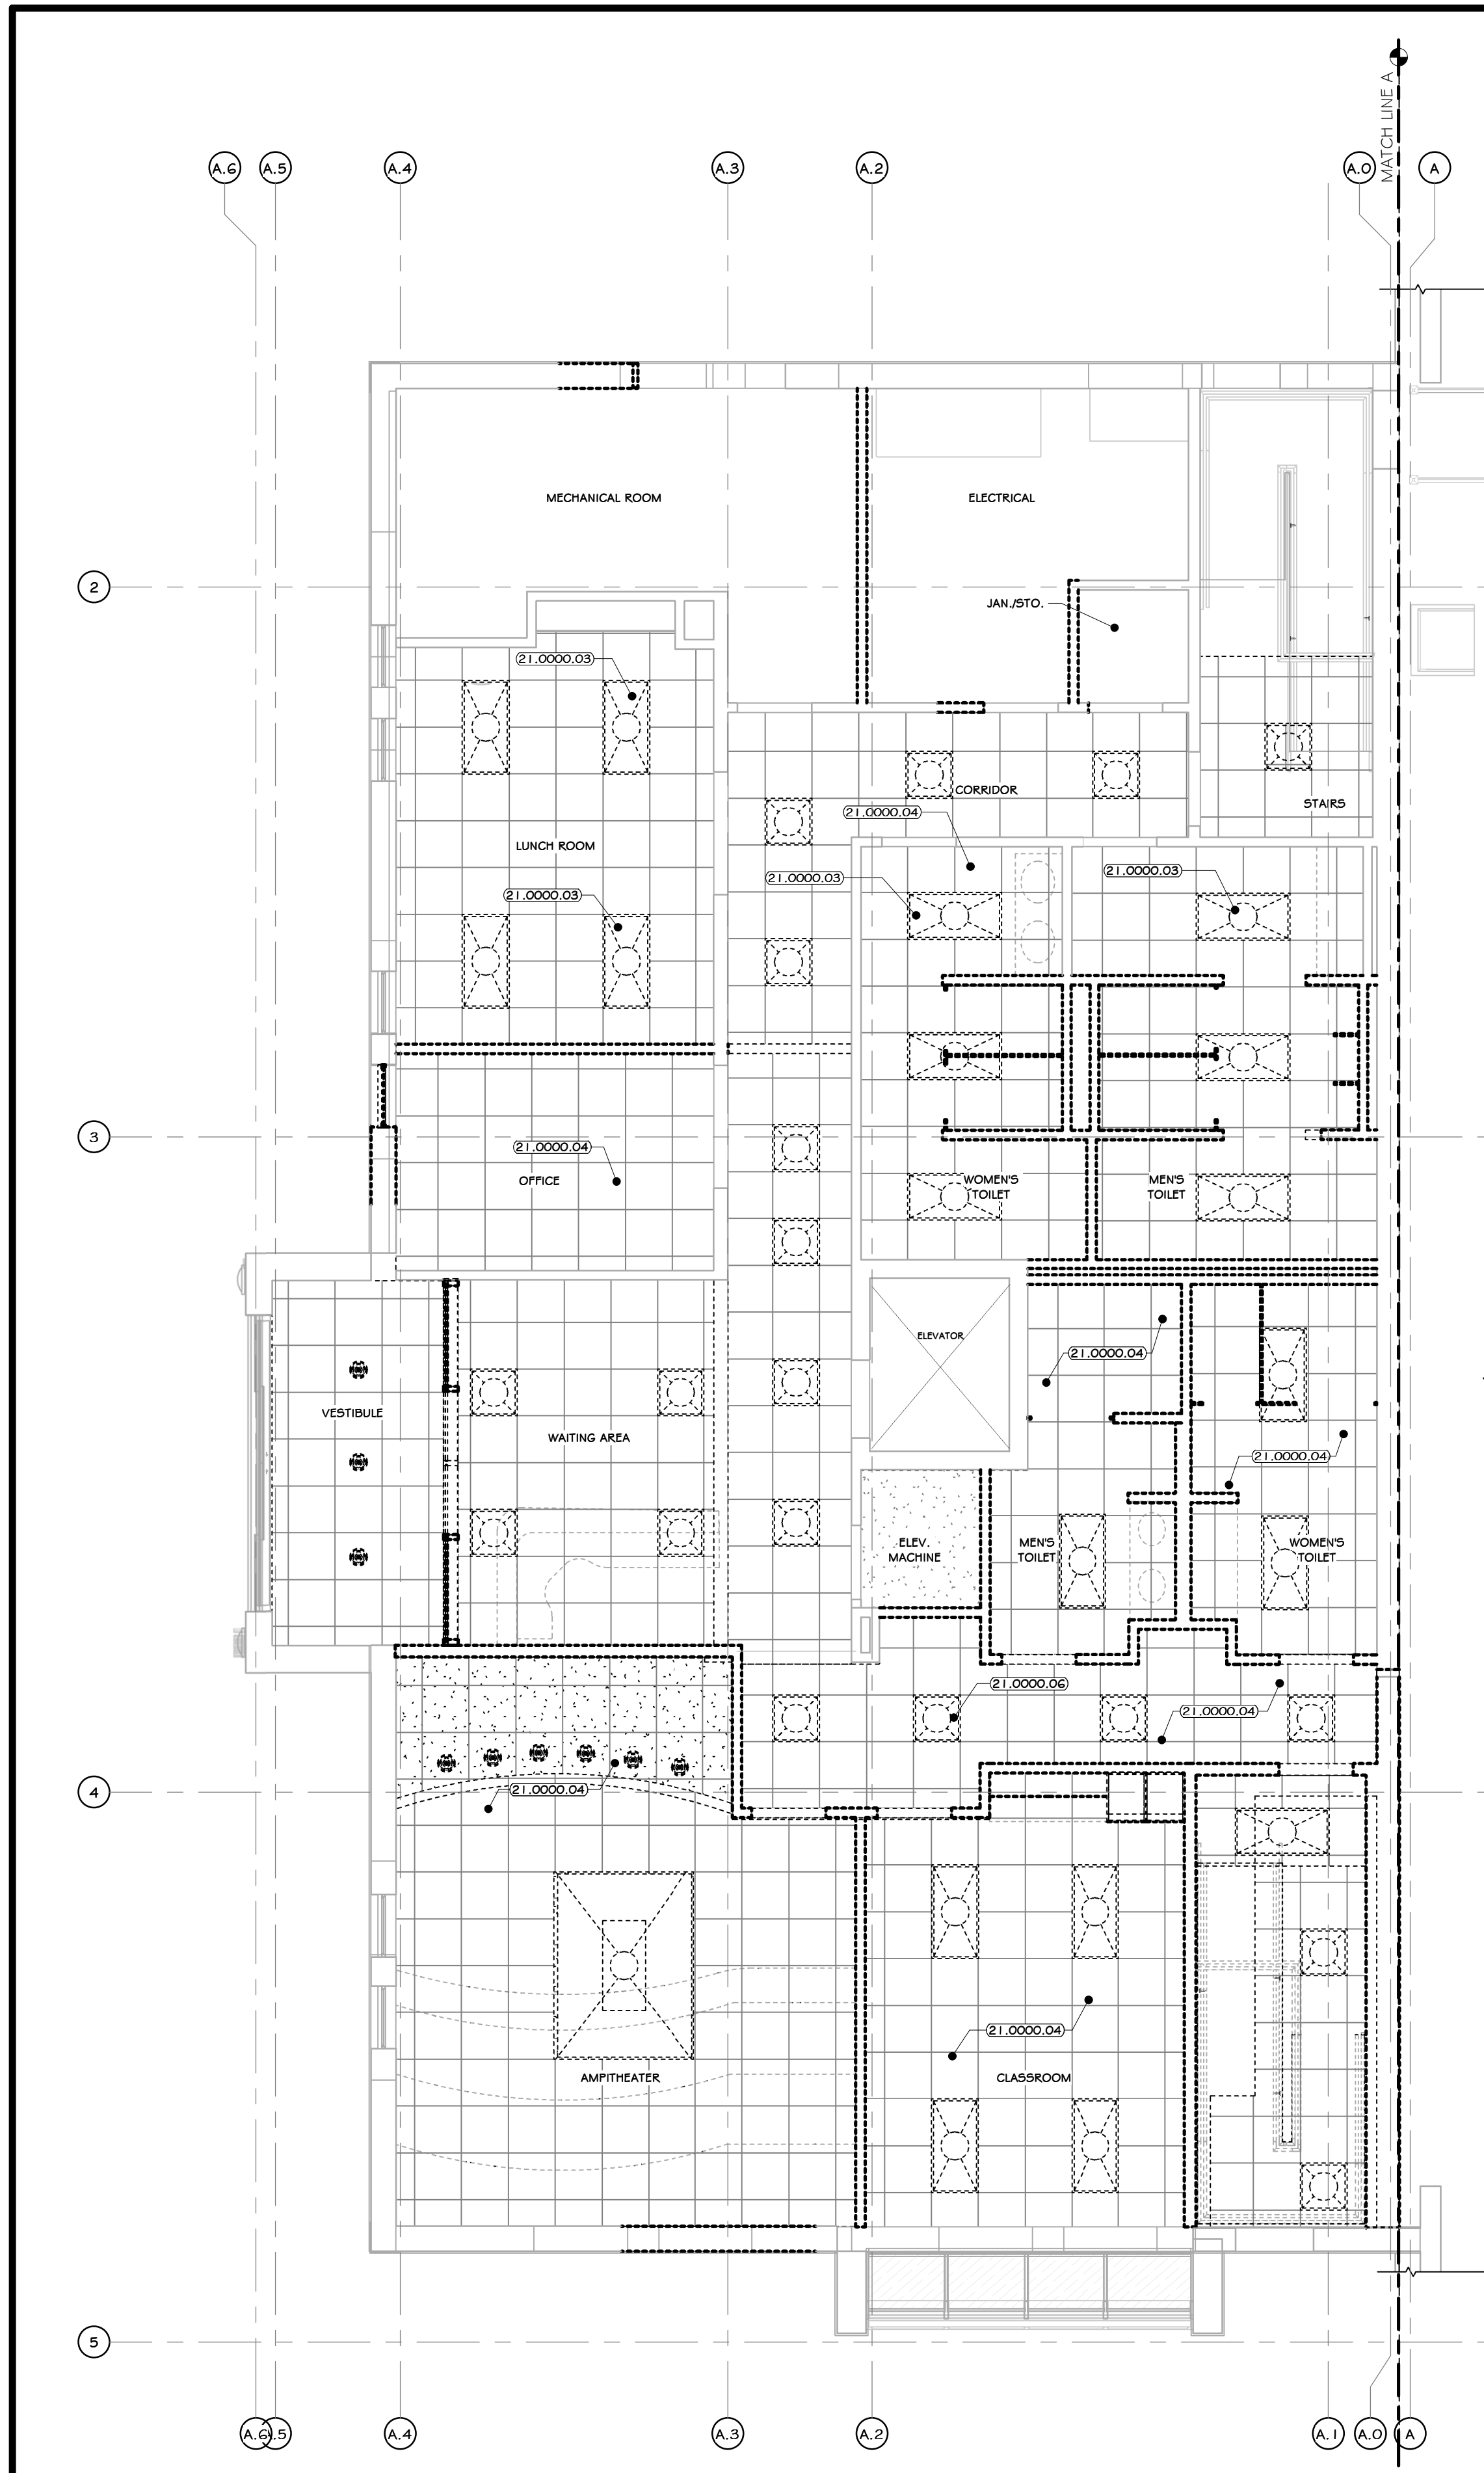 MATCH LINE A
A.6
A.5
A.4
A.3
A.2
A.0
A
MECHANICAL ROOM
ELECTRICAL
2
JAN./STO.
21.0000.03
CORRIDOR
STAIRS
21.0000.04
LUNCH ROOM
21.0000.03
21.0000.03
21.0000.03
3
21.0000.04
OFFICE
WOMEN'S
TOILET
MEN'S
TOILET
ELEVATOR
21.0000.04
VESTIBULE
WAITING AREA
21.0000.04
ELEV.
MACHINE
MEN'S
TOILET
WOMEN'S
TOILET
21.0000.06
21.0000.04
4
21.0000.04
21.0000.04
AMPITHEATER
CLASSROOM
5
A.6
A.5
A.4
A.3
A.2
A.1
A.0
A